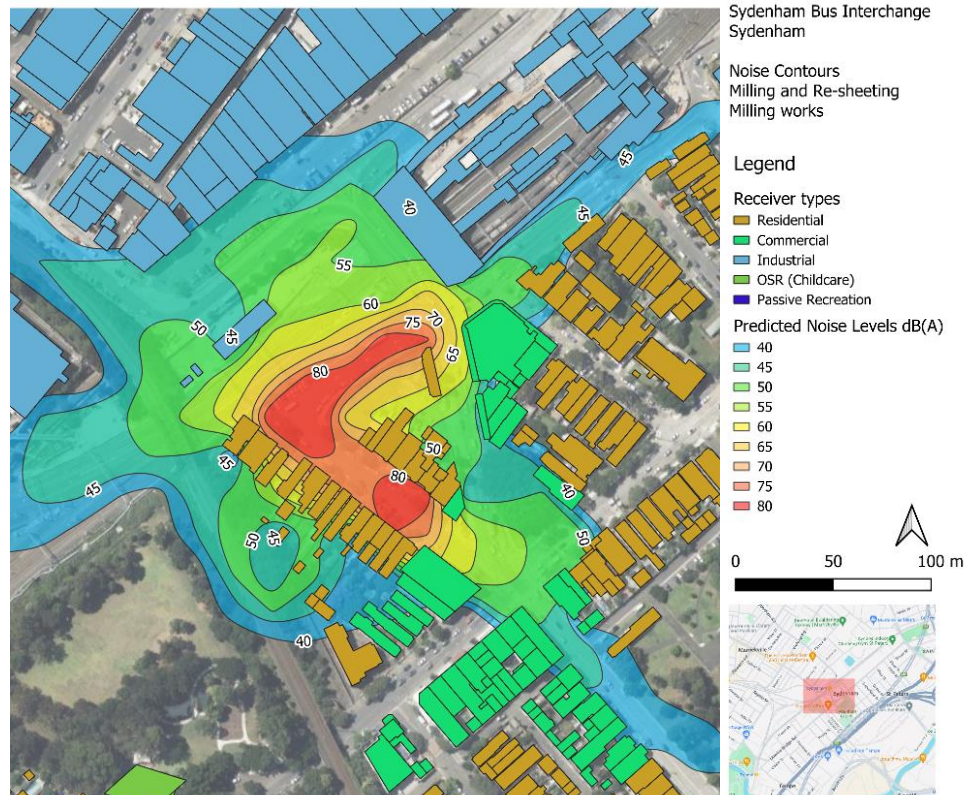 Sydenham Bus Interchange
Sydenham
Noise Contours
Milling and Re-sheeting
Milling works
Legend
Receiver types
Residential
Commercial
Industrial
OSR (Childcare)
Passive Recreation
Predicted Noise Levels dB(A)
40
45
50
55
60
65
70
75
80
0 50 100 m
45
40
45
55
60
70
75
50
45
65
80
50
45
80
40
45
50
45
50
40